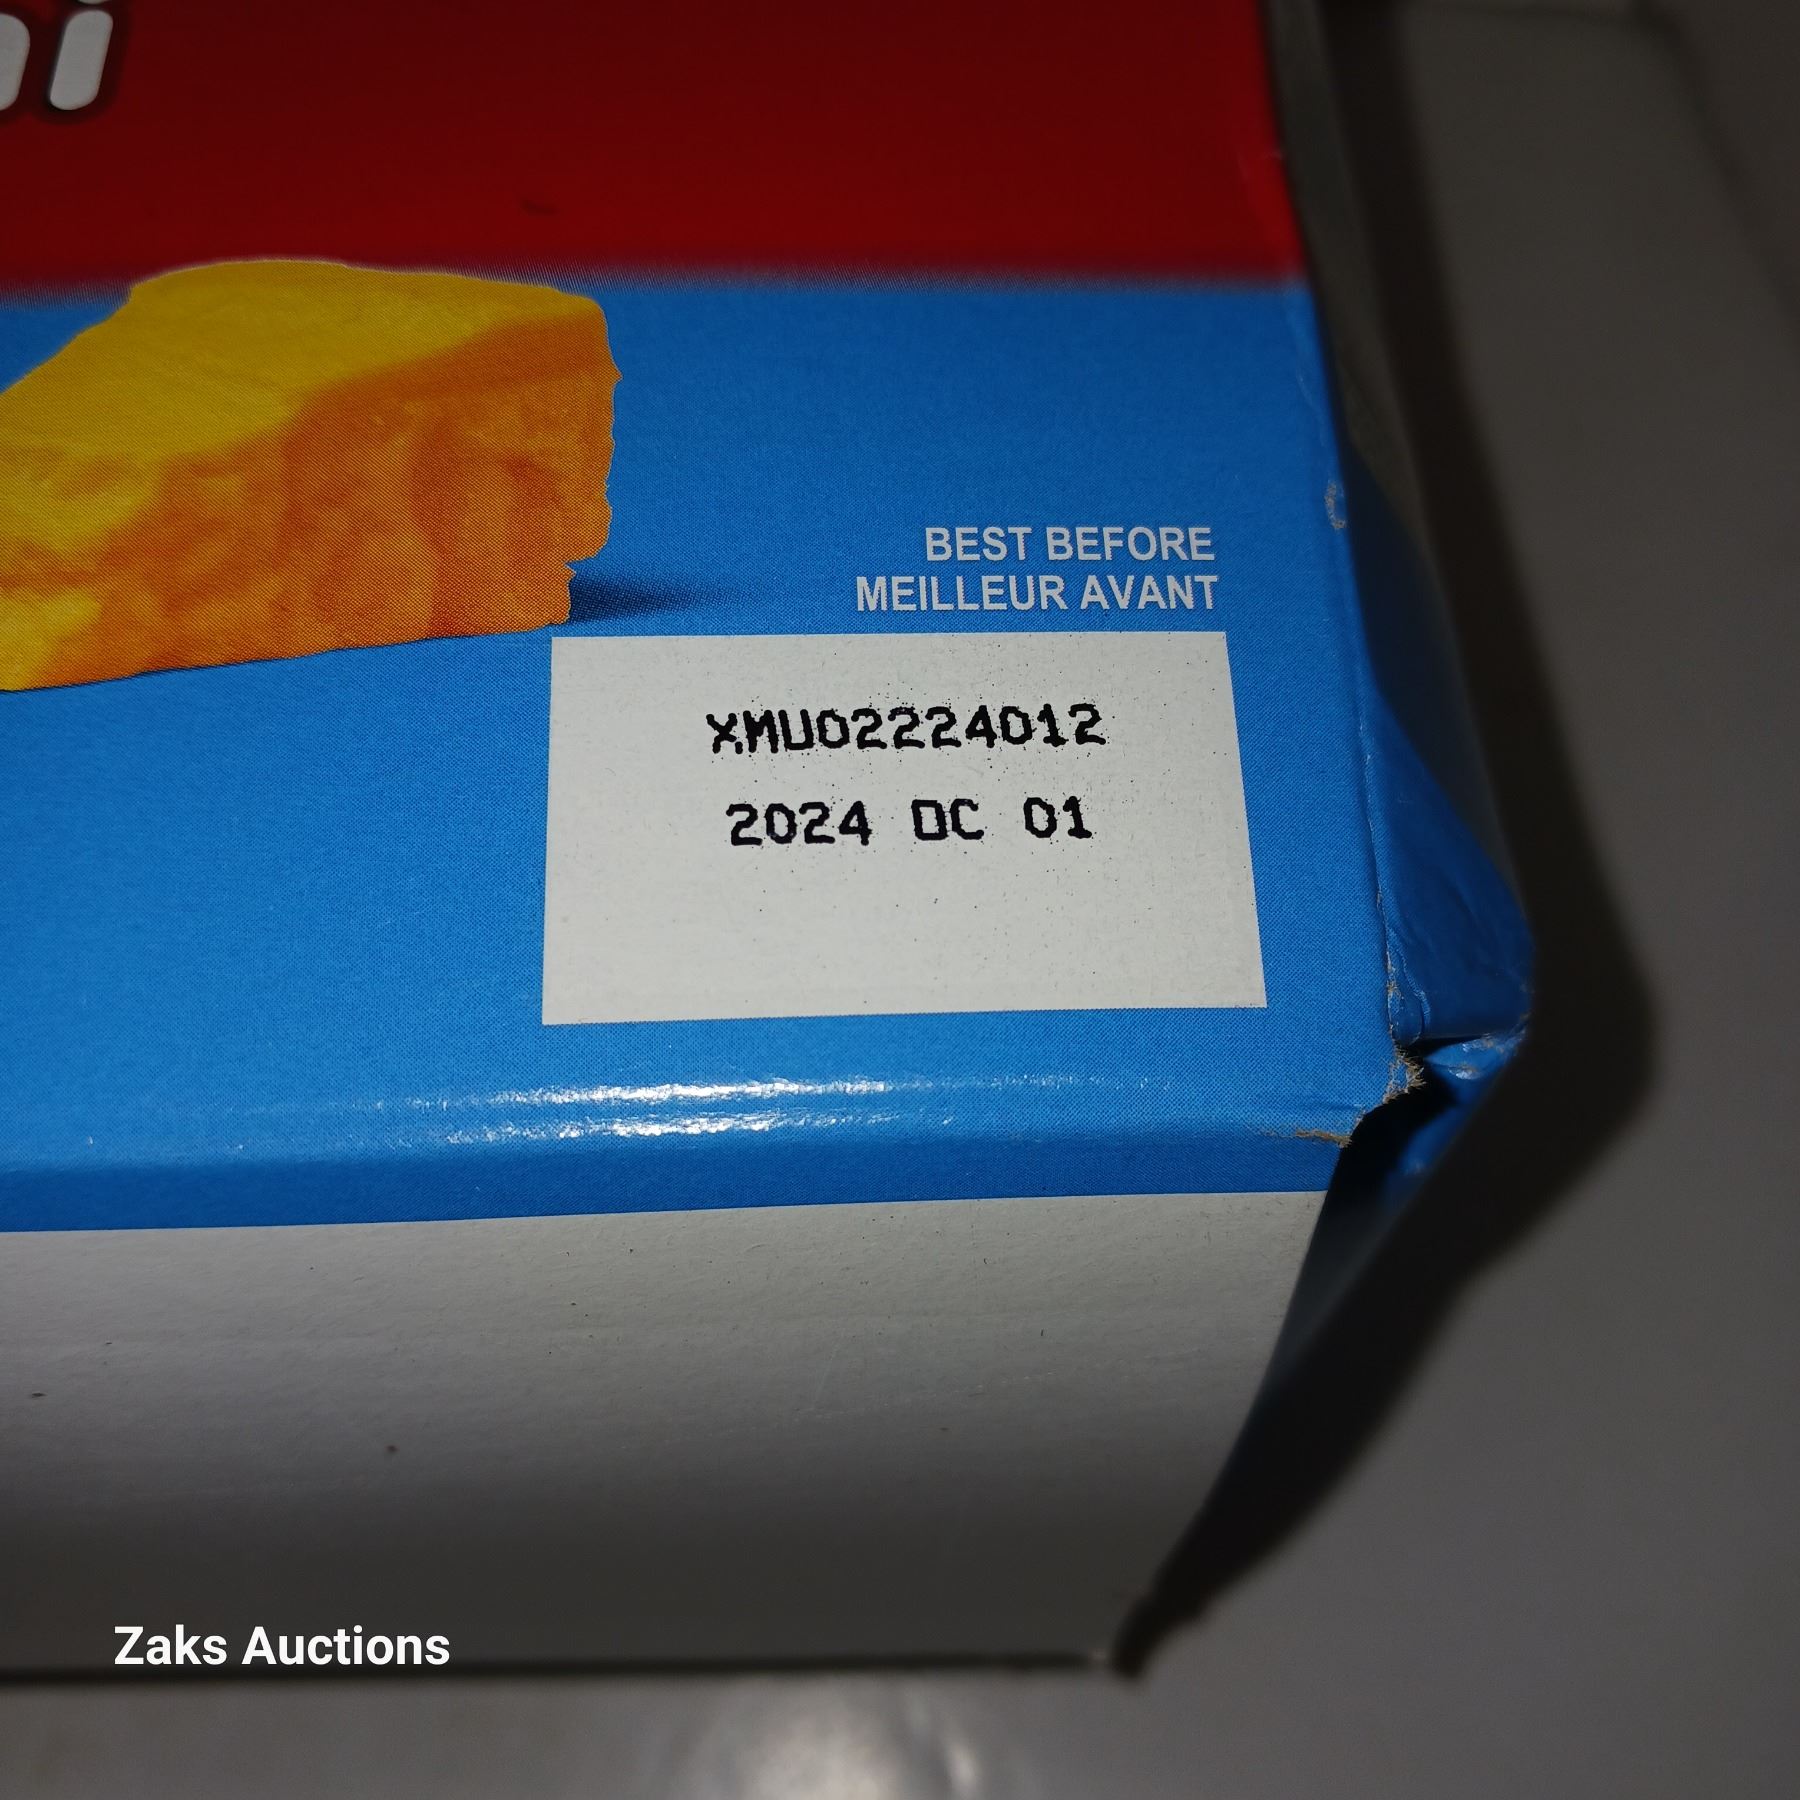 BEST BEFORE
MEILLEUR AVANT
XMU02224012
2024 DC 01
Zaks Auctions